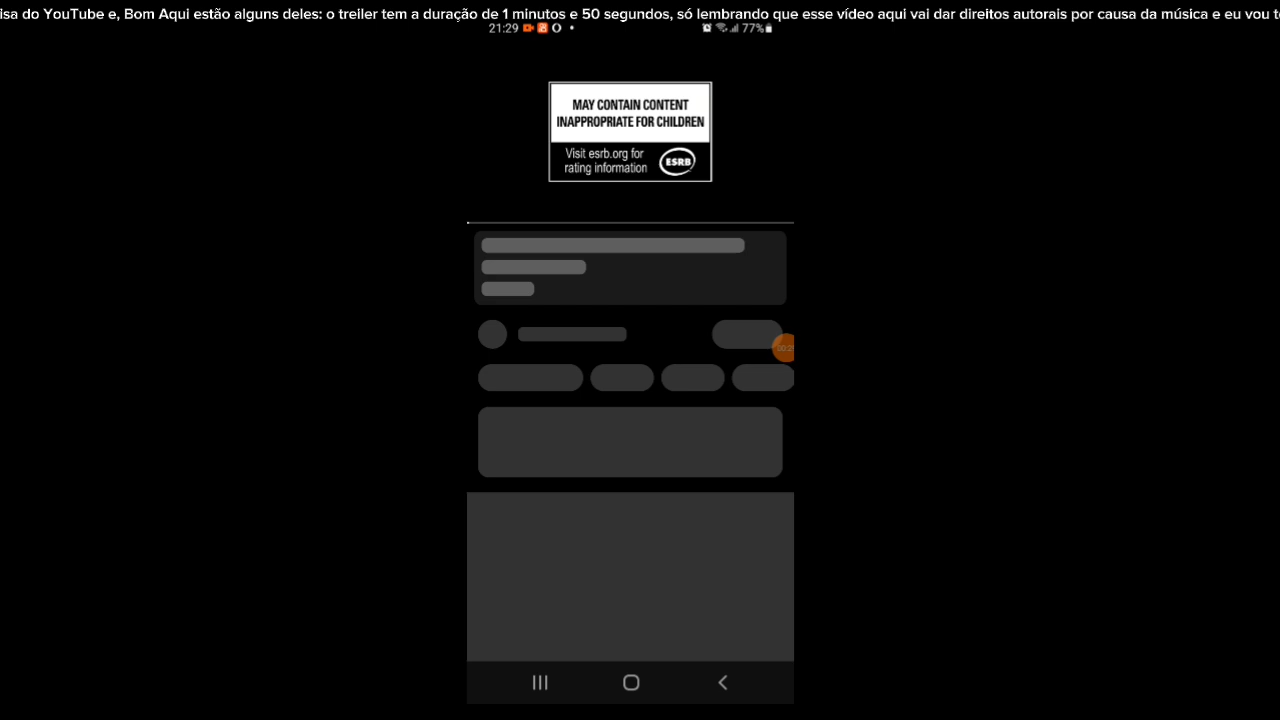 isa do YouTube e, Bom Aqui estão alguns deles: o treiler tem a duração de 1 minutos e 50 segundos, só lembrando que esse vídeo aqui vai dar direitos autorais por causa da música e eu vou t
21:29
77%
MAY CONTAIN CONTENT
INAPPROPRIATE FOR CHILDREN
Visit esrb.org for
rating information
ESRB